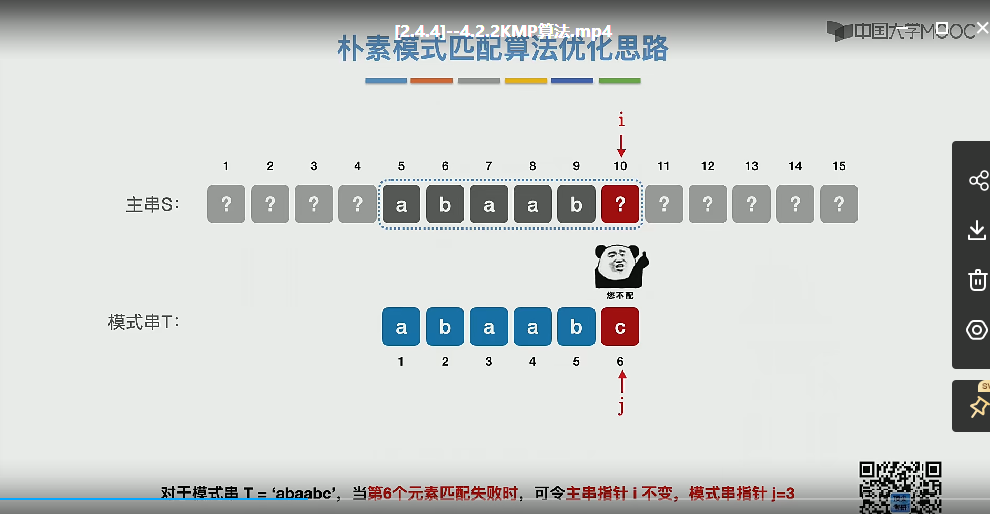 [2.4.4]--4.2.2KMP算法.mp4
中国大学MOOC
朴素模式匹配算法优化思路
i
1 2 3 4 5 6 7 8 9 10 11 12 13 14 15
主串S: ? ? ? ? a b a a b ? ? ? ? ? ?
您不配
模式串T: a b a a b c
1 2 3 4 5 6
j
对于模式串 T = ‘abaabc’，当第6个元素匹配失败时，可令主串指针 i 不变，模式串指针 j=3